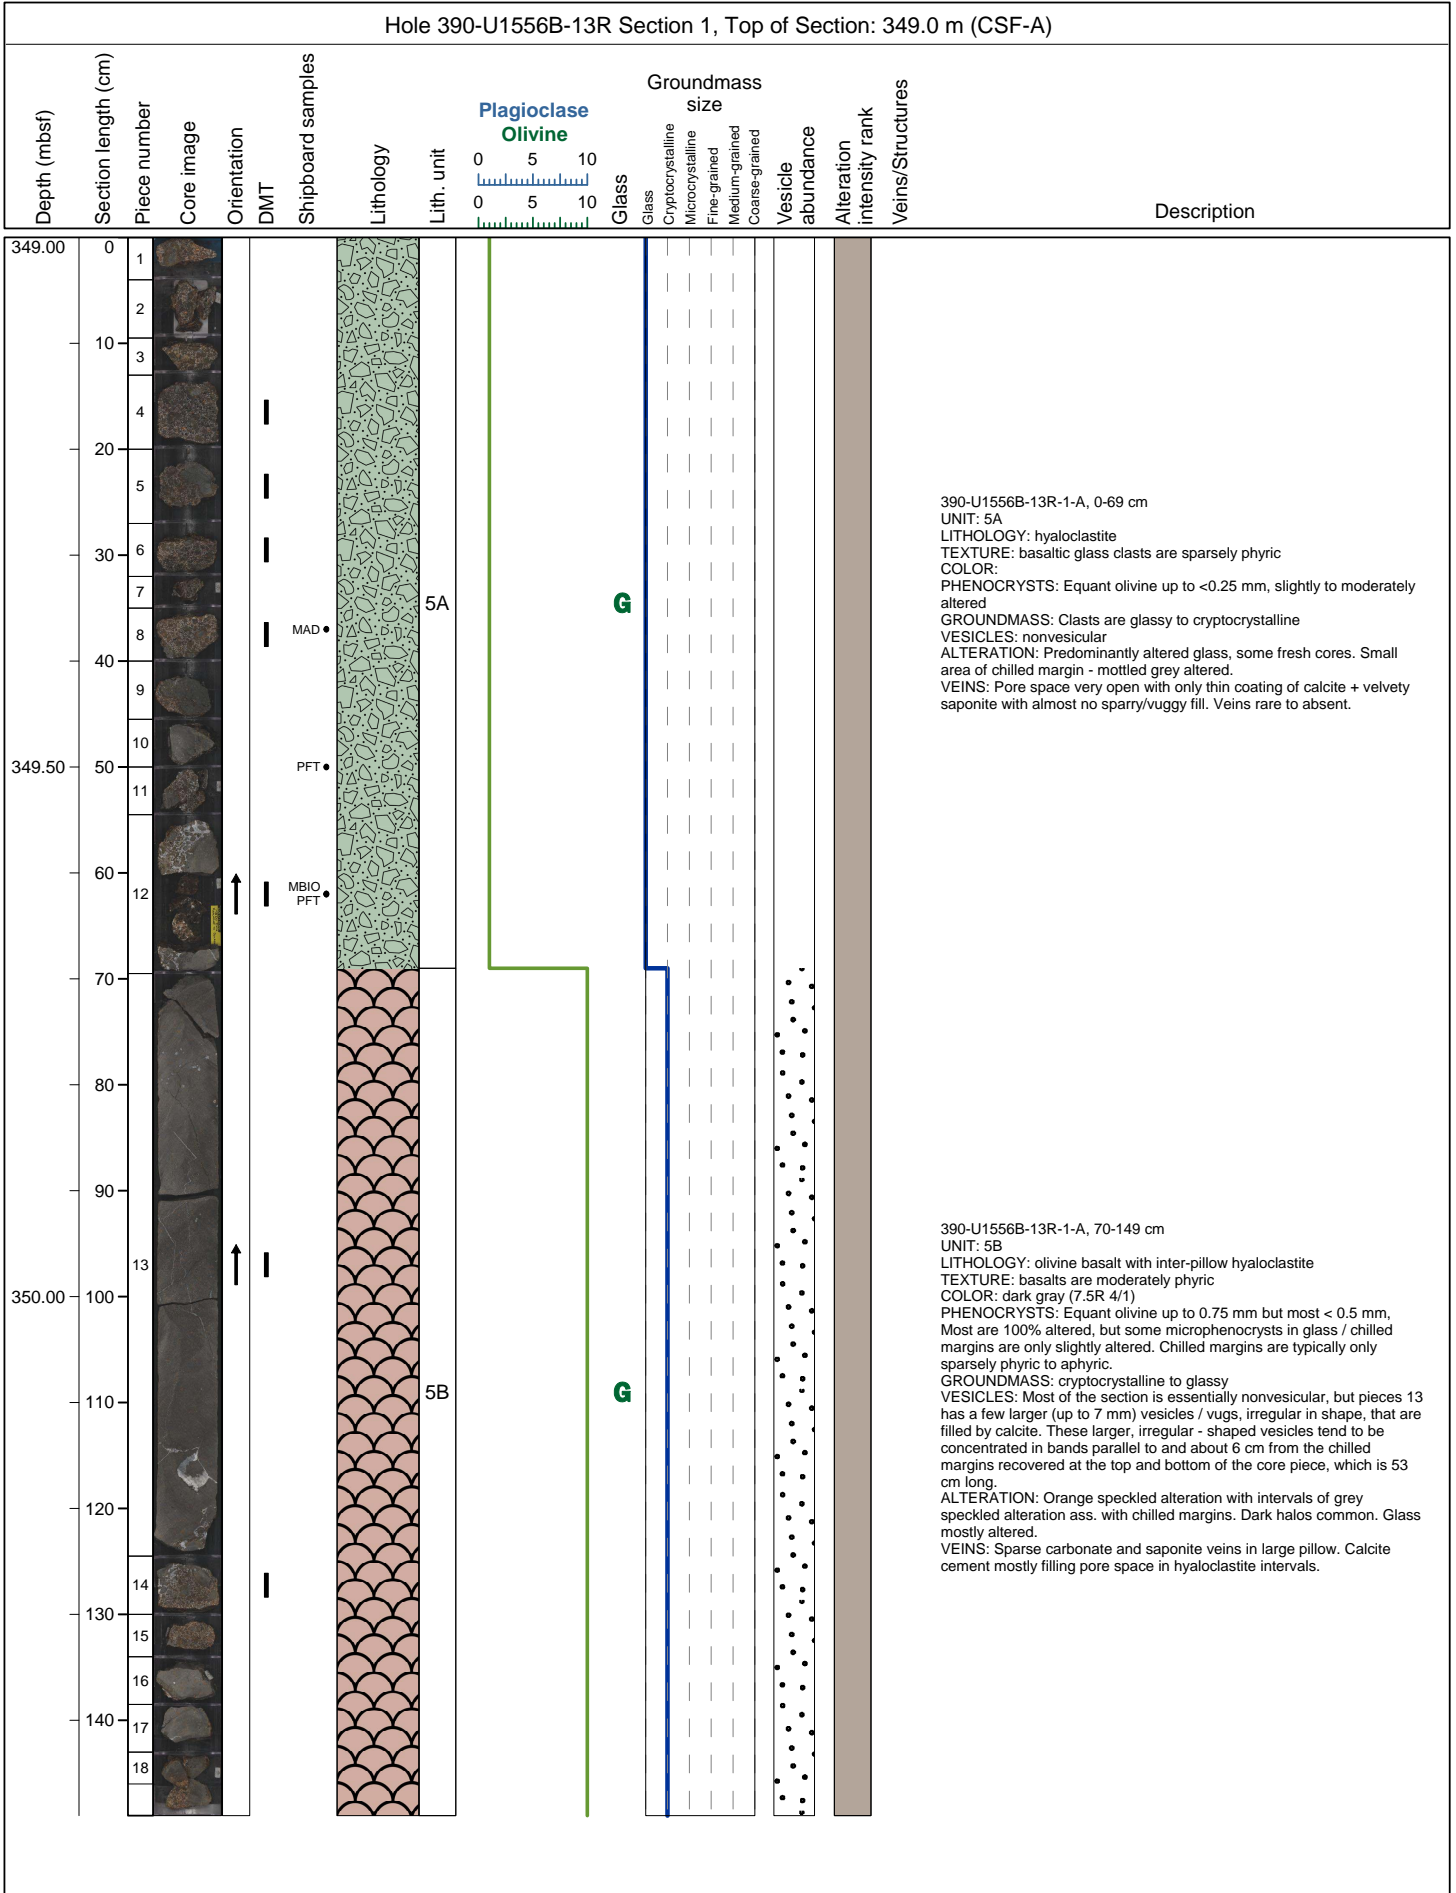 Hole 390-U1556B-13R Section 1, Top of Section: 349.0 m (CSF-A)
Depth (mbsf)
Section length (cm)
Piece number
Core image
Orientation
DMT
Shipboard samples
Lithology
Lith. unit
Plagioclase
Olivine
0 5 10
0 5 10
Glass
Groundmass
size
Glass
Cryptocrystalline
Microcrystalline
Fine-grained
Medium-grained
Coarse-grained
Vesicle
abundance
Alteration
intensity rank
Veins/Structures
Description
349.00
349.50
350.00
0
10
20
30
40
50
60
70
80
90
100
110
120
130
140
1
2
3
4
5
6
7
8
9
10
11
12
13
14
15
16
17
18
MAD
PFT
MBIO
PFT
5A
5B
G
G
390-U1556B-13R-1-A, 0-69 cm
UNIT: 5A
LITHOLOGY: hyaloclastite
TEXTURE: basaltic glass clasts are sparsely phyric
COLOR:
PHENOCRYSTS: Equant olivine up to <0.25 mm, slightly to moderately
altered
GROUNDMASS: Clasts are glassy to cryptocrystalline
VESICLES: nonvesicular
ALTERATION: Predominantly altered glass, some fresh cores. Small
area of chilled margin - mottled grey altered.
VEINS: Pore space very open with only thin coating of calcite + velvety
saponite with almost no sparry/vuggy fill. Veins rare to absent.
390-U1556B-13R-1-A, 70-149 cm
UNIT: 5B
LITHOLOGY: olivine basalt with inter-pillow hyaloclastite
TEXTURE: basalts are moderately phyric
COLOR: dark gray (7.5R 4/1)
PHENOCRYSTS: Equant olivine up to 0.75 mm but most < 0.5 mm,
Most are 100% altered, but some microphenocrysts in glass / chilled
margins are only slightly altered. Chilled margins are typically only
sparsely phyric to aphyric.
GROUNDMASS: cryptocrystalline to glassy
VESICLES: Most of the section is essentially nonvesicular, but pieces 13
has a few larger (up to 7 mm) vesicles / vugs, irregular in shape, that are
filled by calcite. These larger, irregular - shaped vesicles tend to be
concentrated in bands parallel to and about 6 cm from the chilled
margins recovered at the top and bottom of the core piece, which is 53
cm long.
ALTERATION: Orange speckled alteration with intervals of grey
speckled alteration ass. with chilled margins. Dark halos common. Glass
mostly altered.
VEINS: Sparse carbonate and saponite veins in large pillow. Calcite
cement mostly filling pore space in hyaloclastite intervals.